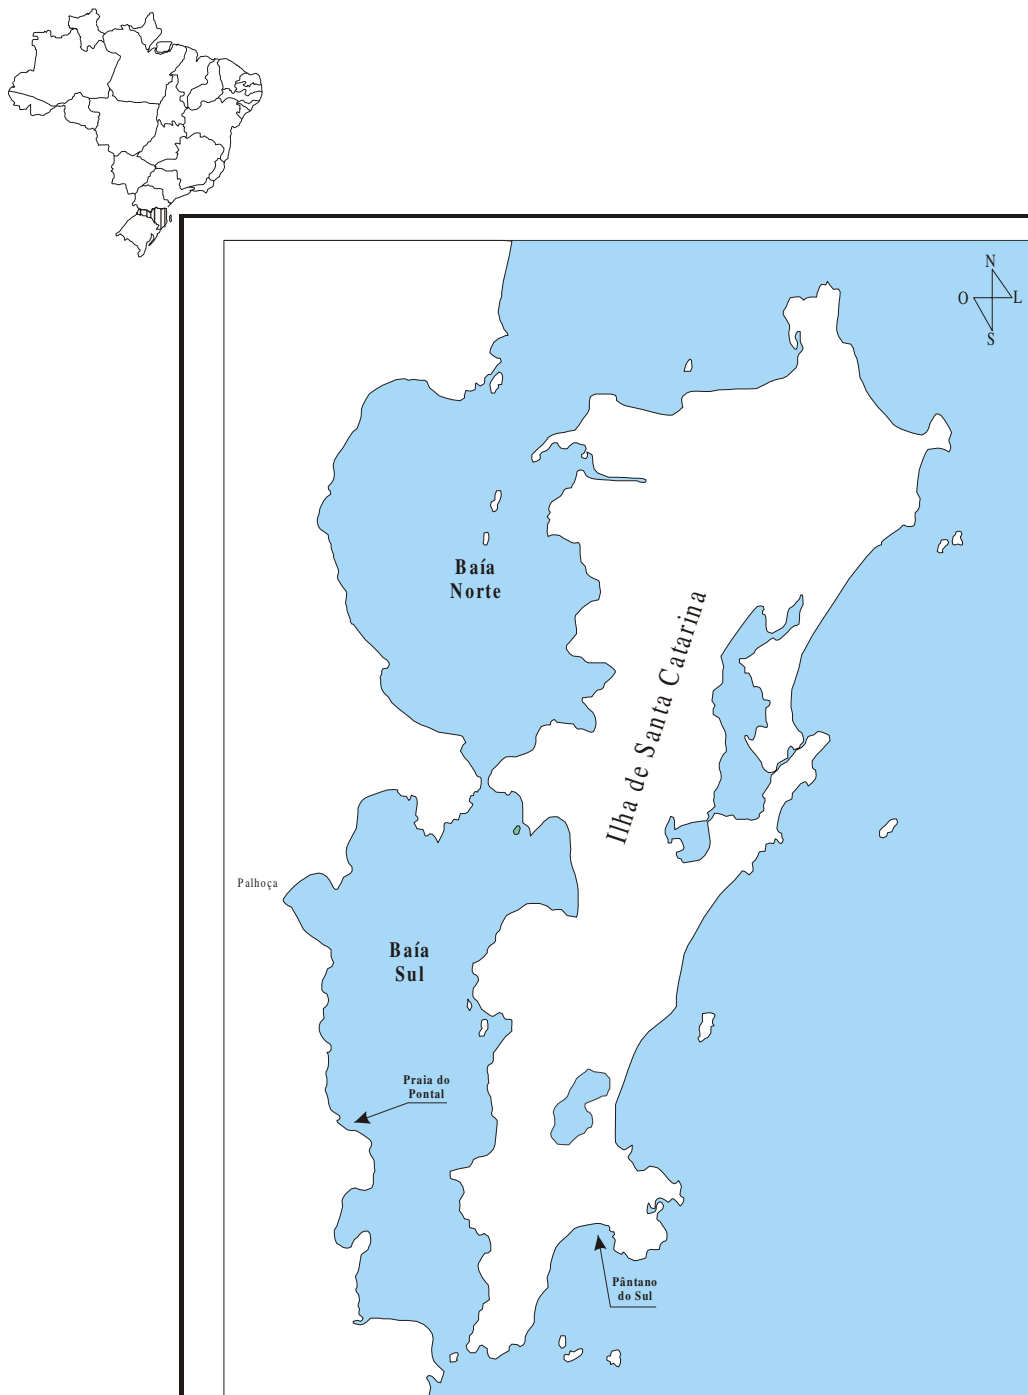 N
O L
S
Baía
Norte
Ilha de Santa Catarina
Palhoça
Baía
Sul
Praia do
Pontal
Pântano
do Sul